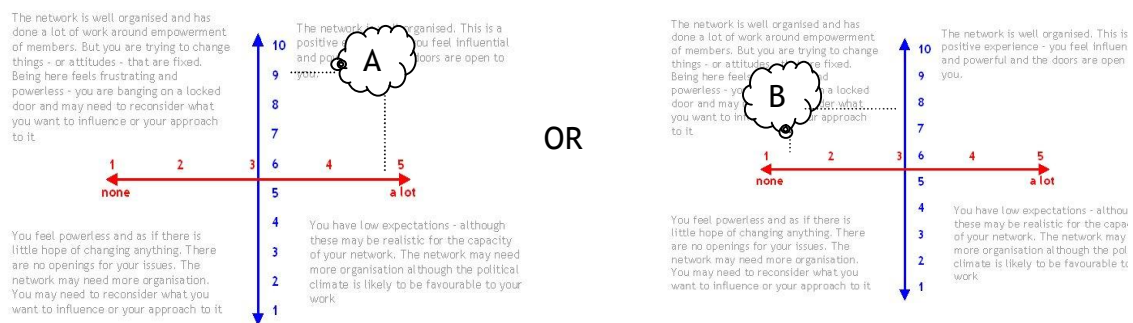 The network is well organised and has
done a lot of work around empowerment
of members. But you are trying to change
things - or attitudes - that are fixed.
Being here feels frustrating and
powerless - you are banging on a locked
door and may need to reconsider what
you want to influence or your approach
to it
The network is well organised. This is a
positive you feel influential
and doors are open to
you.
A
10
9
8
7
6
5
4
3
2
1
1 2 3 4 5
none a lot
You feel powerless and as if there is
little hope of changing anything. There
are no openings for your issues. The
network may need more organisation.
You may need to reconsider what you
want to influence or your approach to it
You have low expectations - although
these may be realistic for the capacity
of your network. The network may need
more organisation although the political
climate is likely to be favourable to your
work
OR
The network is well organised and has
done a lot of work around empowerment
of members. But you are trying to change
things - or attitudes - are fixed.
Being here feels
powerless - on a locked
door and may what
you want to your approach
to it
The network is well organised. This is
positive experience - you feel influen
and powerful and the doors are open
you.
B
10
9
8
7
6
5
4
3
2
1
1 2 3 4 5
none a lot
You feel powerless and as if there is
little hope of changing anything. There
are no openings for your issues. The
network may need more organisation.
You may need to reconsider what you
want to influence or your approach to it
You have low expectations - althou
these may be realistic for the capa
of your network. The network may
more organisation although the pol
climate is likely to be favourable to
work